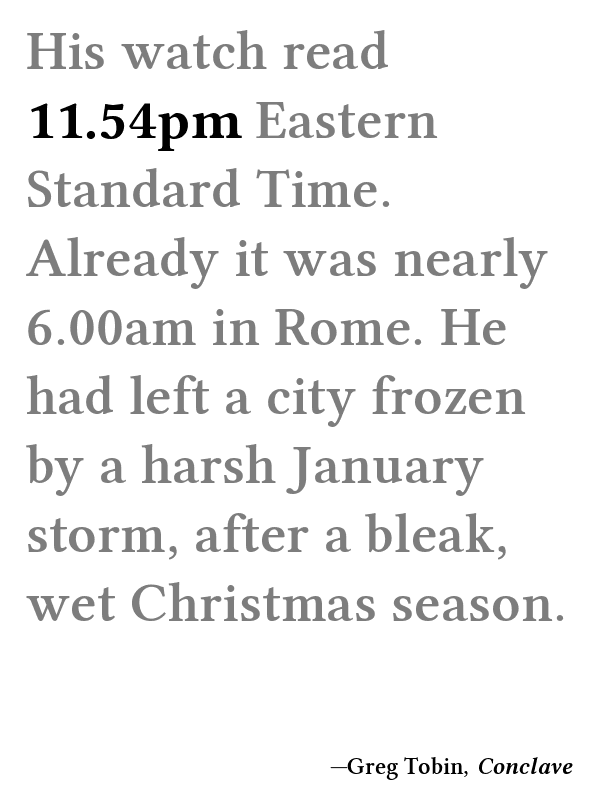 His watch read
11.54pm Eastern
Standard Time.
Already it was nearly
6.00am in Rome. He
had left a city frozen
by a harsh January
storm, after a bleak,
wet Christmas season.
—Greg Tobin, Conclave